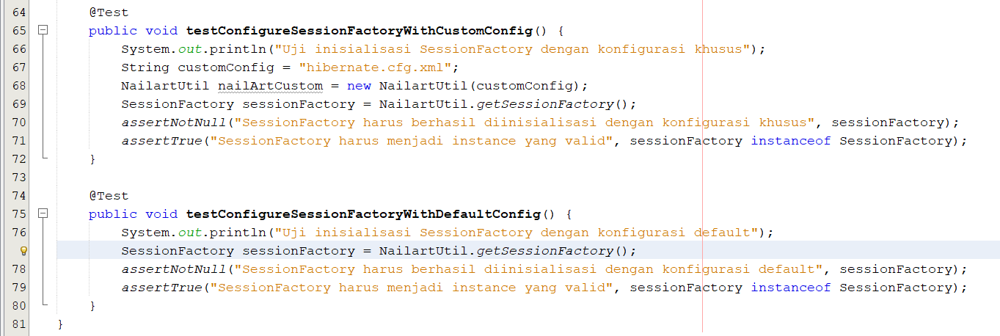 64 @Test
65 public void testConfigureSessionFactoryWithCustomConfig() {
66 System.out.println("Uji inisialisasi SessionFactory dengan konfigurasi khusus");
67 String customConfig = "hibernate.cfg.xml";
68 NailartUtil nailArtCustom = new NailartUtil(customConfig);
69 SessionFactory sessionFactory = NailartUtil.getSessionFactory();
70 assertNotNull("SessionFactory harus berhasil diinisialisasi dengan konfigurasi khusus", sessionFactory);
71 assertTrue("SessionFactory harus menjadi instance yang valid", sessionFactory instanceof SessionFactory);
72 }
73
74 @Test
75 public void testConfigureSessionFactoryWithDefaultConfig() {
76 System.out.println("Uji inisialisasi SessionFactory dengan konfigurasi default");
SessionFactory sessionFactory = NailartUtil.getSessionFactory();
78 assertNotNull("SessionFactory harus berhasil diinisialisasi dengan konfigurasi default", sessionFactory);
79 assertTrue("SessionFactory harus menjadi instance yang valid", sessionFactory instanceof SessionFactory);
80 }
81 }